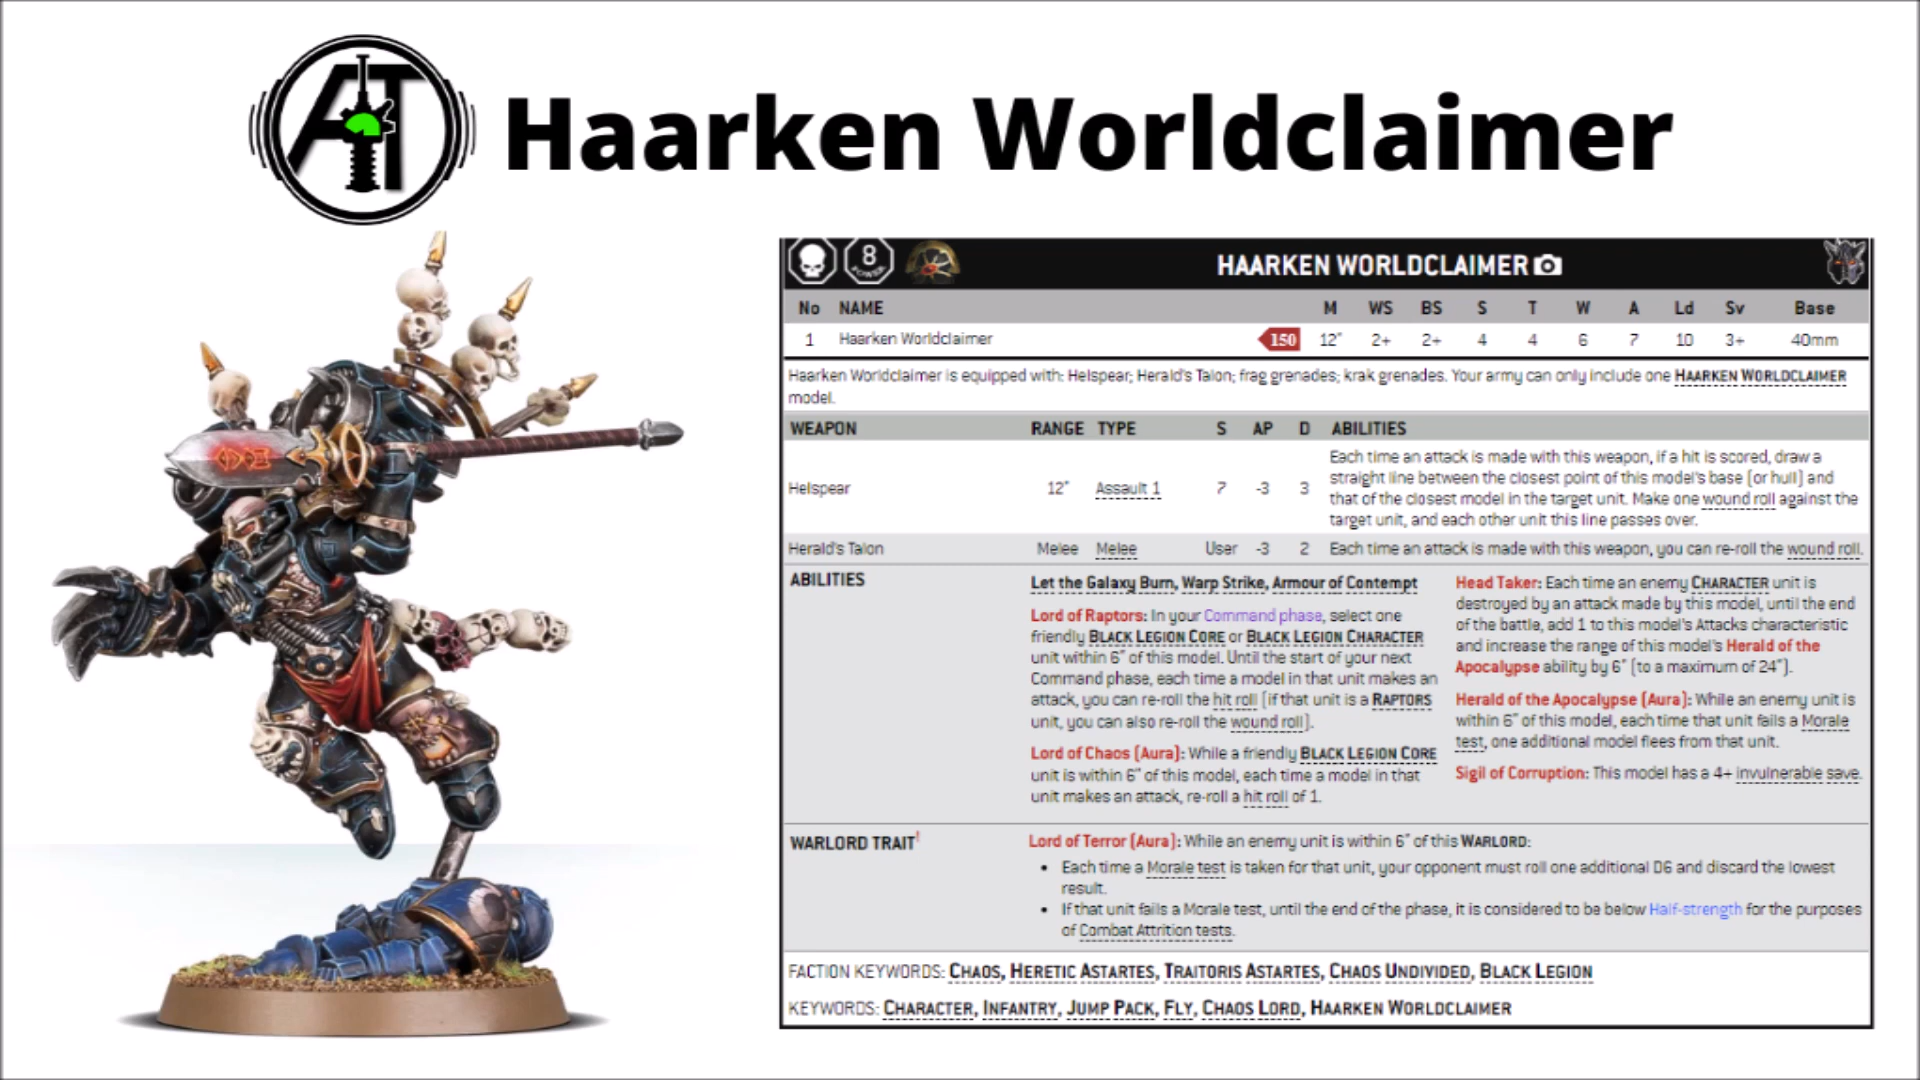 AT
Haarken Worldclaimer
8
POWER
HAARKEN WORLDCLAIMER
No NAME M WS BS S T W A Ld Sv Base
1 Haarken Worldclaimer 150 12" 2+ 2+ 4 4 6 7 10 3+ 40mm
Haarken Worldclaimer is equipped with: Helspear; Herald's Talon; frag grenades; krak grenades. Your army can only include one HAARKEN WORLDCLAIMER
model.
WEAPON RANGE TYPE S AP D ABILITIES
Helspear 12" Assault 1 7 -3 3
Each time an attack is made with this weapon, if a hit is scored, draw a
straight line between the closest point of this model's base (or hull) and
that of the closest model in the target unit. Make one wound roll against the
target unit, and each other unit this line passes over.
Herald's Talon Melee Melee User -3 2 Each time an attack is made with this weapon, you can re-roll the wound roll.
ABILITIES
Let the Galaxy Burn, Warp Strike, Armour of Contempt
Lord of Raptors: In your Command phase, select one
friendly BLACK LEGION CORE or BLACK LEGION CHARACTER
unit within 6" of this model. Until the start of your next
Command phase, each time a model in that unit makes an
attack, you can re-roll the hit roll (if that unit is a RAPTORS
unit, you can also re-roll the wound roll).
Lord of Chaos (Aura): While a friendly BLACK LEGION CORE
unit is within 6" of this model, each time a model in that
unit makes an attack, re-roll a hit roll of 1.
Head Taker: Each time an enemy CHARACTER unit is
destroyed by an attack made by this model, until the end
of the battle, add 1 to this model's Attacks characteristic
and increase the range of this model's Herald of the
Apocalypse ability by 6" (to a maximum of 24").
Herald of the Apocalypse (Aura): While an enemy unit is
within 6" of this model, each time that unit fails a Morale
test, one additional model flees from that unit.
Sigil of Corruption: This model has a 4+ invulnerable save.
WARLORD TRAIT!
Lord of Terror (Aura): While an enemy unit is within 6" of this WARLORD:
• Each time a Morale test is taken for that unit, your opponent must roll one additional D6 and discard the lowest
result.
• If that unit fails a Morale test, until the end of the phase, it is considered to be below Half-strength for the purposes
of Combat Attrition tests.
FACTION KEYWORDS: CHAOS, HERETIC ASTARTES, TRAITORIS ASTARTES, CHAOS UNDIVIDED, BLACK LEGION
KEYWORDS: CHARACTER, INFANTRY, JUMP PACK, FLY, CHAOS LORD, HAARKEN WORLDCLAIMER